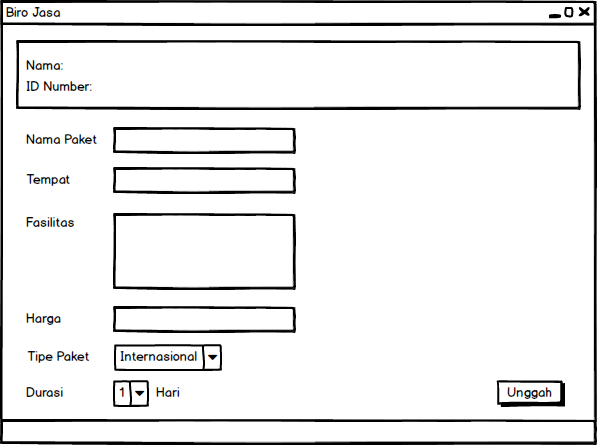 Biro Jasa
Nama:
ID Number:
Nama Paket
Tempat
Fasilitas
Harga
Tipe Paket Internasional
Durasi 1 Hari
Unggah